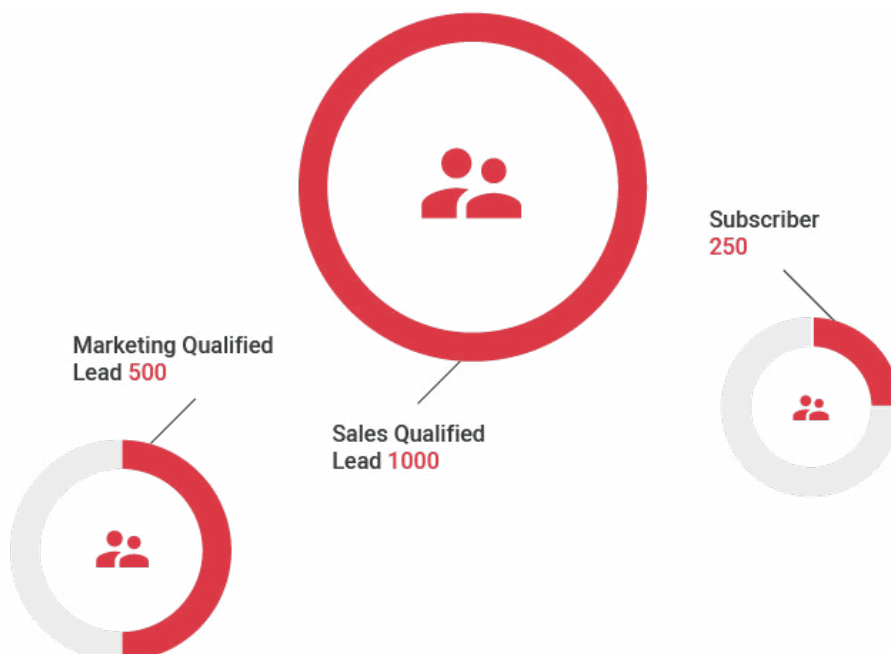 Subscriber
250
Marketing Qualified
Lead 500
Sales Qualified
Lead 1000